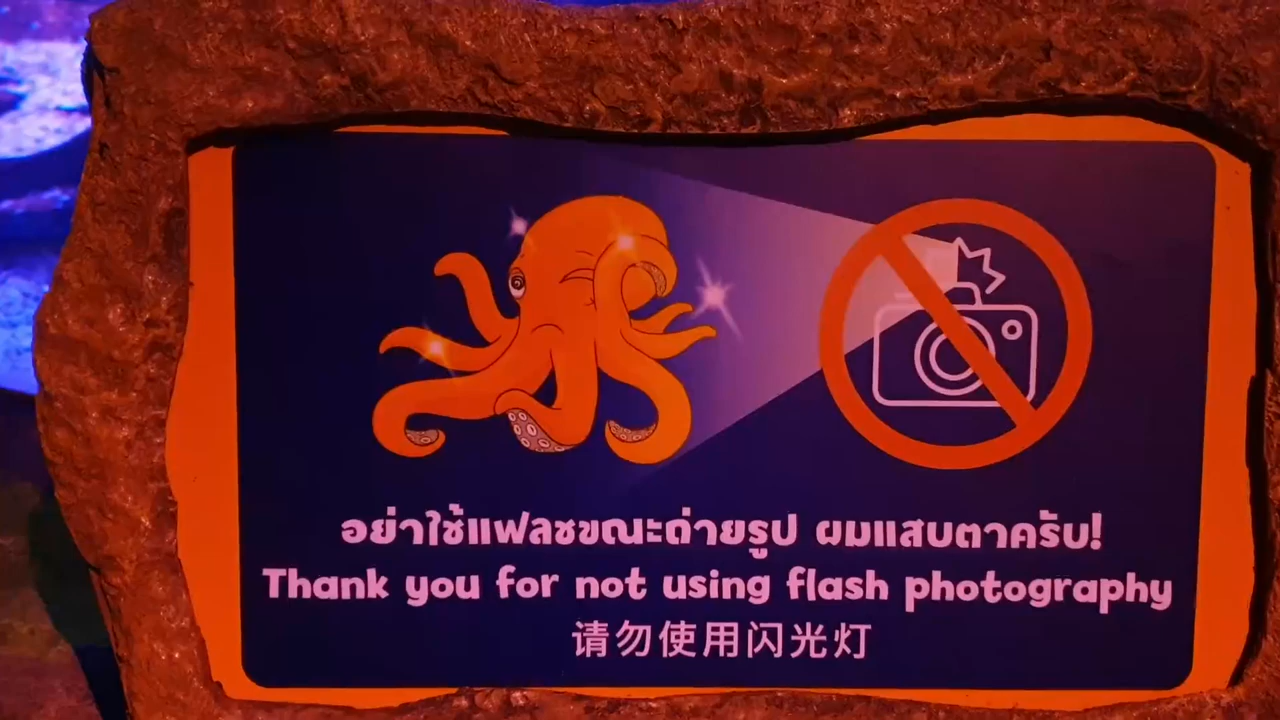 อย่าใช้แฟลชขณะถ่ายรูป ผมแสบตาครับ!
Thank you for not using flash photography
请勿使用闪光灯